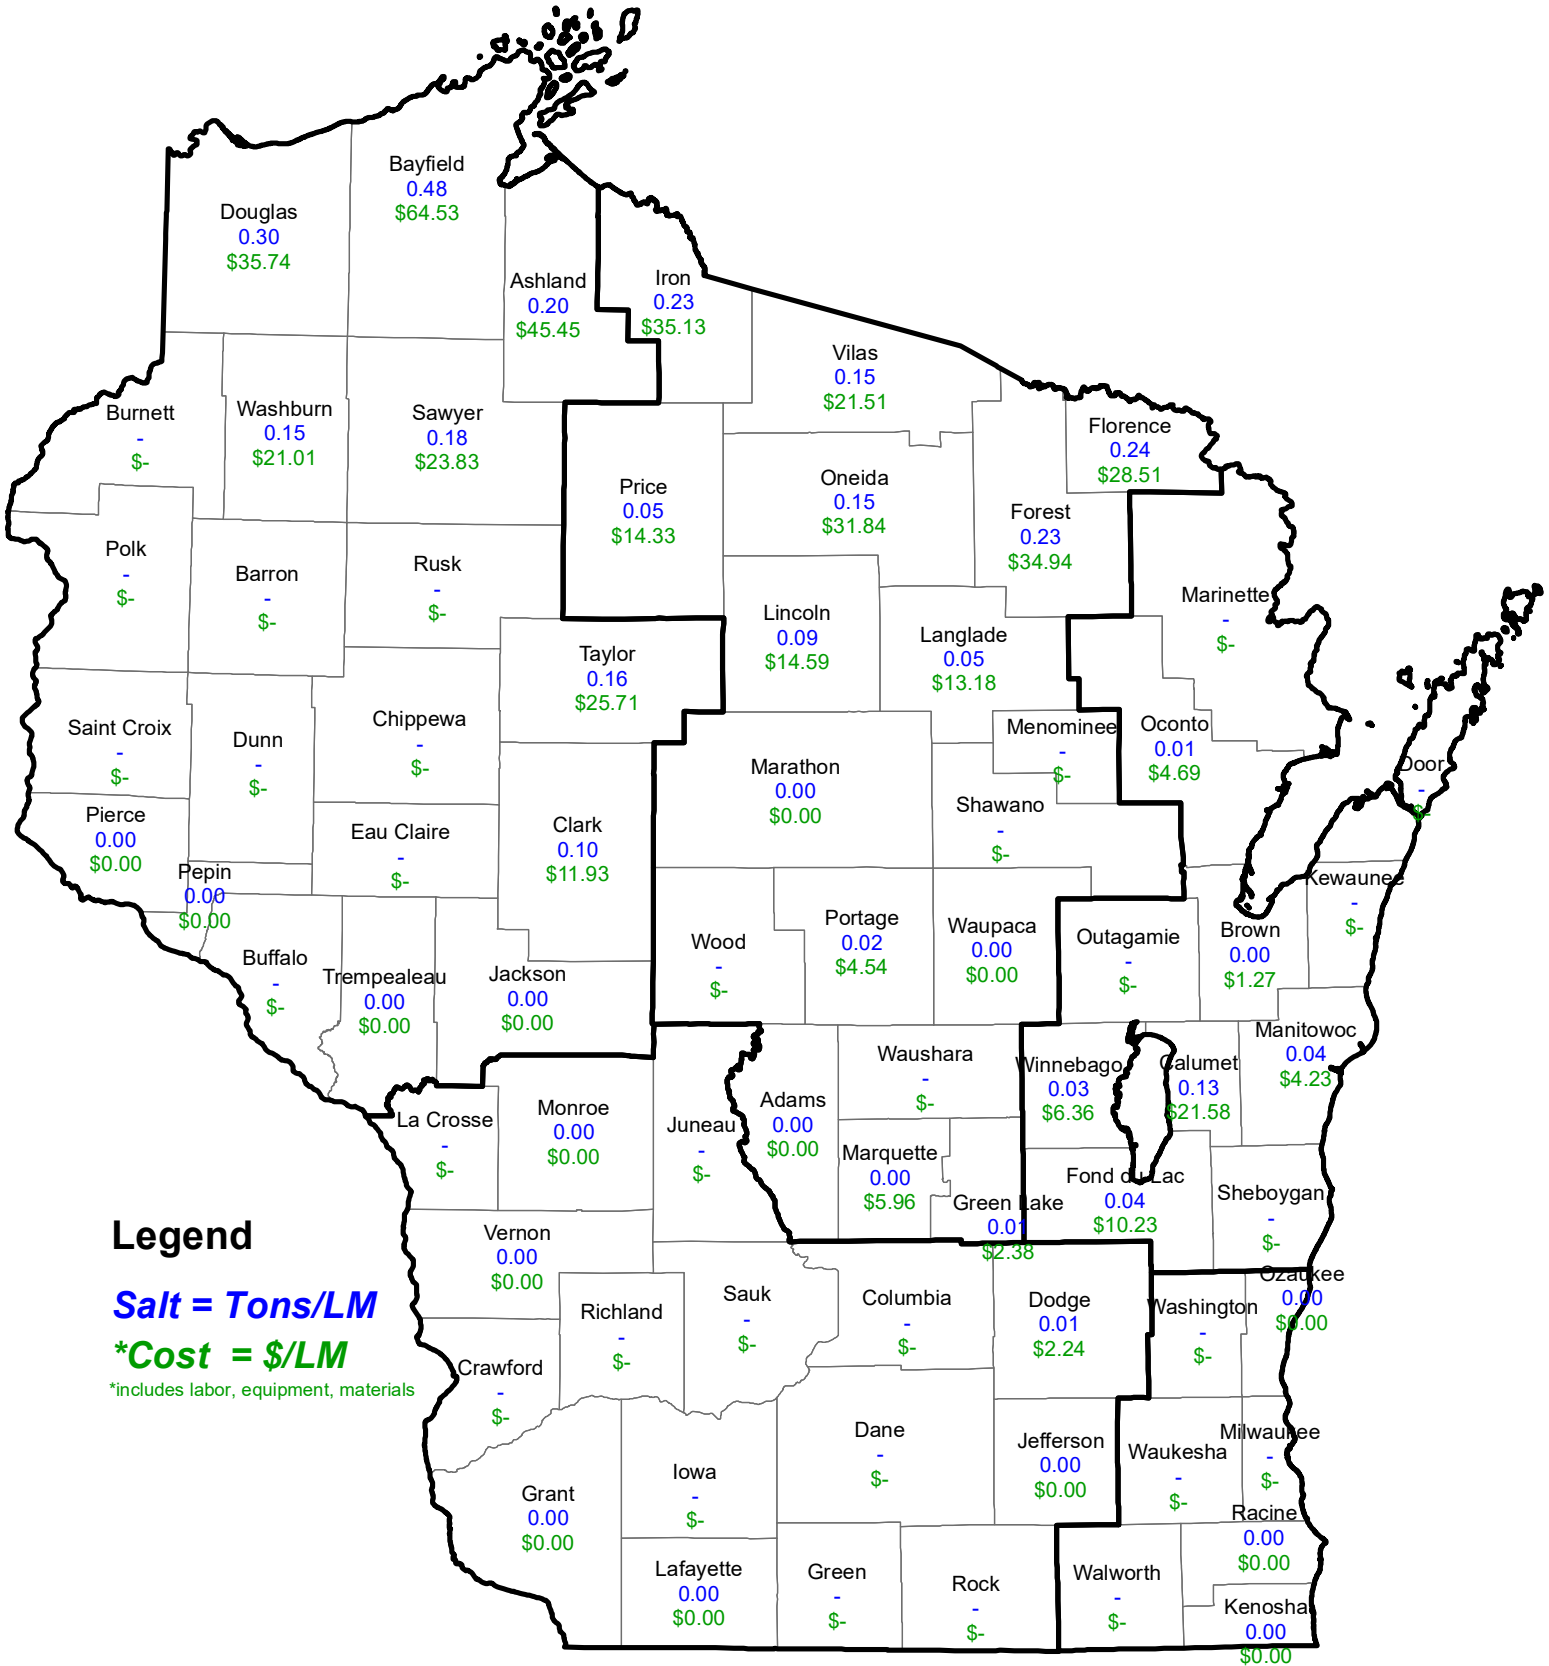 Bayfield
0.48
$64.53
Douglas
0.30
$35.74
Ashland
0.20
$45.45
Iron
0.23
$35.13
Vilas
0.15
$21.51
Burnett
-
$-
Washburn
0.15
$21.01
Sawyer
0.18
$23.83
Florence
0.24
$28.51
Price
0.05
$14.33
Oneida
0.15
$31.84
Forest
0.23
$34.94
Polk
-
$-
Barron
-
$-
Rusk
-
$-
Marinette
-
$-
Lincoln
0.09
$14.59
Langlade
0.05
$13.18
Taylor
0.16
$25.71
Saint Croix
-
$-
Dunn
-
$-
Chippewa
-
$-
Menominee
-
$-
Oconto
0.01
$4.69
Marathon
0.00
$0.00
Door
-
$-
Shawano
-
$-
Pierce
0.00
$0.00
Eau Claire
-
$-
Clark
0.10
$11.93
Pepin
0.00
$0.00
Kewaunee
-
$-
Portage
0.02
$4.54
Waupaca
0.00
$0.00
Wood
-
$-
Outagamie
-
$-
Brown
0.00
$1.27
Buffalo
-
$-
Trempealeau
0.00
$0.00
Jackson
0.00
$0.00
Manitowoc
0.04
$4.23
Waushara
-
$-
Winnebago
0.03
$6.36
Calumet
0.13
$21.58
La Crosse
-
$-
Monroe
0.00
$0.00
Juneau
-
$-
Adams
0.00
$0.00
Marquette
0.00
$5.96
Green Lake
0.01
$2.38
Fond du Lac
0.04
$10.23
Sheboygan
-
$-
Legend
Salt = Tons/LM
*Cost = $/LM
*includes labor, equipment, materials
Vernon
0.00
$0.00
Richland
-
$-
Sauk
-
$-
Columbia
-
$-
Dodge
0.01
$2.24
Washington
-
$-
Ozaukee
0.00
$0.00
Crawford
-
$-
Dane
-
$-
Jefferson
0.00
$0.00
Waukesha
-
$-
Milwaukee
-
$-
Grant
0.00
$0.00
Iowa
-
$-
Racine
0.00
$0.00
Lafayette
0.00
$0.00
Green
-
$-
Rock
-
$-
Walworth
-
$-
Kenosha
0.00
$0.00